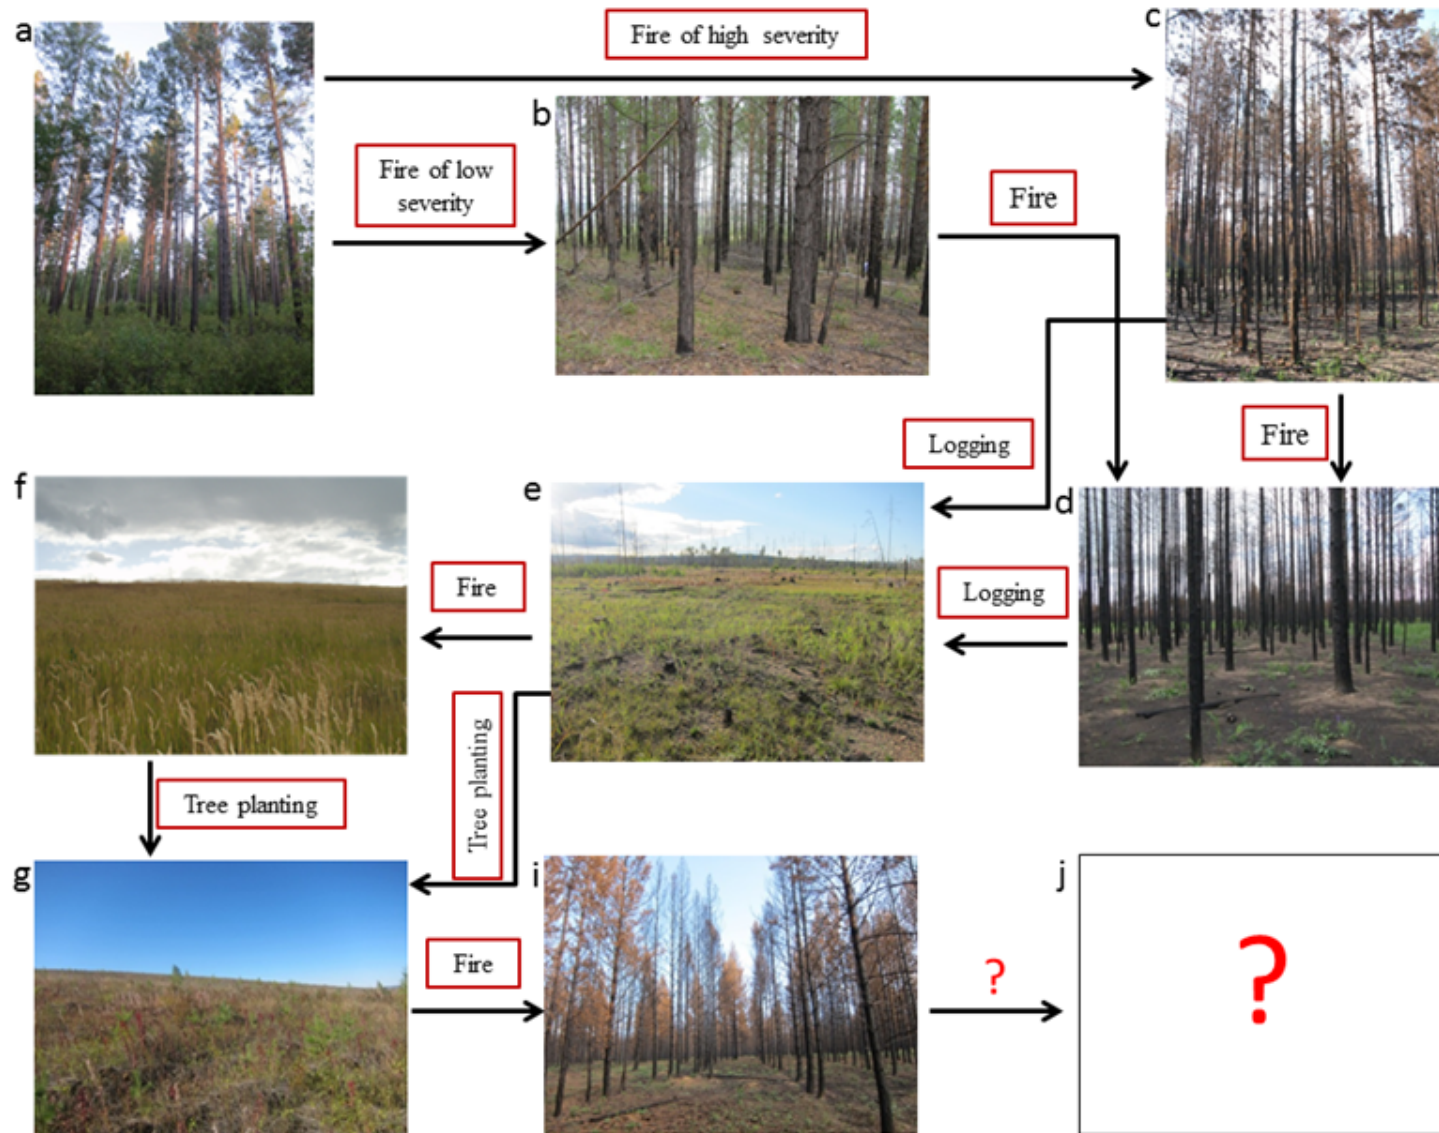 a
Fire of high severity
c
b
Fire of low
severity
Fire
Logging
Fire
f
e
d
Fire
Logging
Tree planting
Tree planting
g
i
j
Fire
?
?